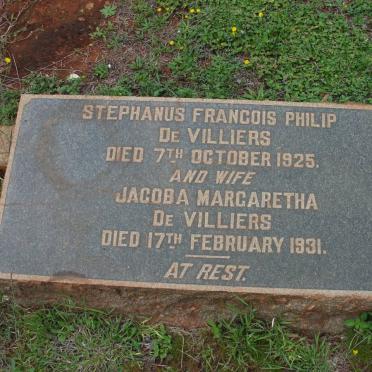 STEPHANUS FRANCOIS PHILIP
DE VILLIERS
DIED 7TH OCTOBER 1925.
AND WIFE
JACOBA MARGARETHA
DE VILLIERS
DIED 17TH FEBRUARY 1931.
AT REST.